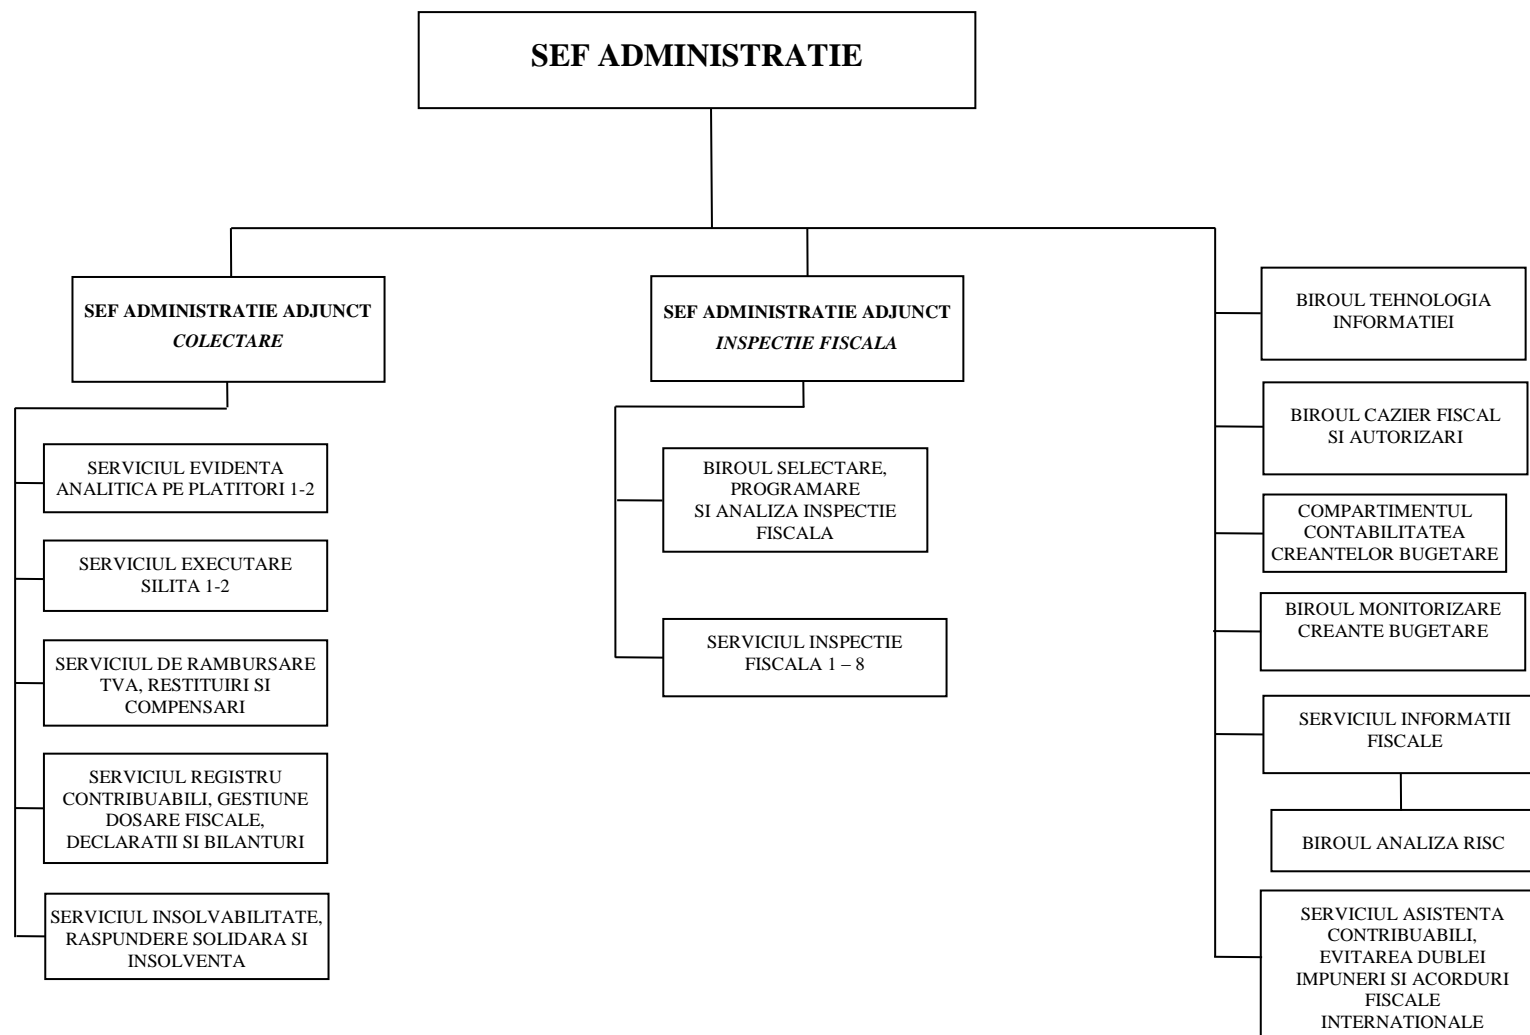 SEF ADMINISTRATIE
SEF ADMINISTRATIE ADJUNCT
COLECTARE
SERVICIUL EVIDENTA
ANALITICA PE PLATITORI 1-2
SERVICIUL EXECUTARE
SILITA 1-2
SERVICIUL DE RAMBURSARE
TVA, RESTITUIRI SI
COMPENSARI
SERVICIUL REGISTRU
CONTRIBUABILI, GESTIUNE
DOSARE FISCALE,
DECLARATII SI BILANTURI
SERVICIUL INSOLVABILITATE,
RASPUNDERE SOLIDARA SI
INSOLVENTA
SEF ADMINISTRATIE ADJUNCT
INSPECTIE FISCALA
BIROUL SELECTARE,
PROGRAMARE
SI ANALIZA INSPECTIE
FISCALA
SERVICIUL INSPECTIE
FISCALA 1 – 8
BIROUL TEHNOLOGIA
INFORMATIEI
BIROUL CAZIER FISCAL
SI AUTORIZARI
COMPARTIMENTUL
CONTABILITATEA
CREANTELOR BUGETARE
BIROUL MONITORIZARE
CREANTE BUGETARE
SERVICIUL INFORMATII
FISCALE
BIROUL ANALIZA RISC
SERVICIUL ASISTENTA
CONTRIBUABILI,
EVITAREA DUBLEI
IMPUNERI SI ACORDURI
FISCALE
INTERNATIONALE